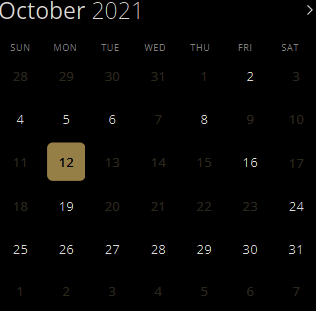 October 2021
SUN MON TUE WED THU FRI SAT
28 29 30 31 1 2 3
4 5 6 7 8 9 10
11 12 13 14 15 16 17
18 19 20 21 22 23 24
25 26 27 28 29 30 31
1 2 3 4 5 6 7